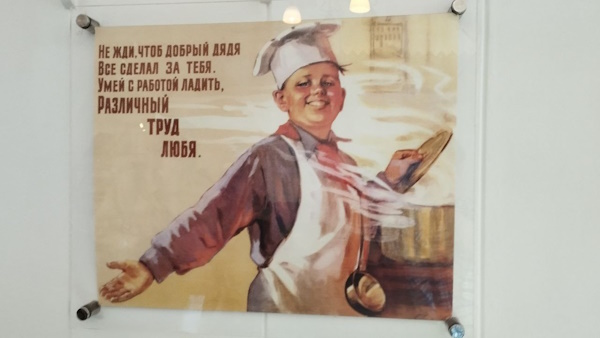 Не жди, чтоб добрый дядя
Все сделал за тебя.
Умей с работой ладить,
Различный
труд
любя.